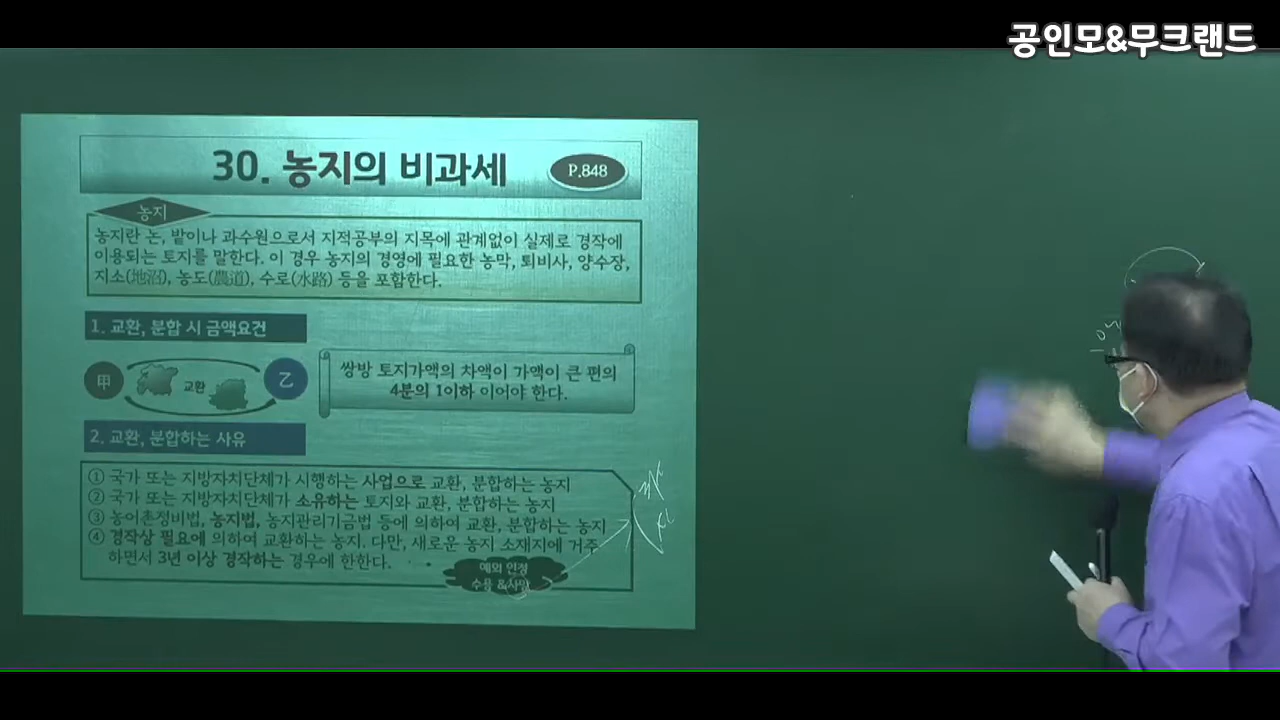 공인모&무크랜드
30. 농지의 비과세
P.848
농지
농지란 논, 밭이나 과수원으로서 지적공부의 지목에 관계없이 실제로 경작에
이용되는 토지를 말한다. 이 경우 농지의 경영에 필요한 농막, 퇴비사, 양수장,
지소(地沼), 농도(農道), 수로(水路) 등을 포함한다.
1. 교환, 분합 시 금액요건
甲
교환
乙
쌍방 토지가액의 차액이 가액이 큰 편의
4분의 1이하 이어야 한다.
2. 교환, 분합하는 사유
① 국가 또는 지방자치단체가 시행하는 사업으로 교환, 분합하는 농지
② 국가 또는 지방자치단체가 소유하는 토지와 교환, 분합하는 농지
③ 농어촌정비법, 농지법, 농지관리기금법 등에 의하여 교환, 분합하는 농지
④ 경작상 필요에 의하여 교환하는 농지. 다만, 새로운 농지 소재지에 거주
하면서 3년 이상 경작하는 경우에 한한다.
예외 인정
수용 &사망